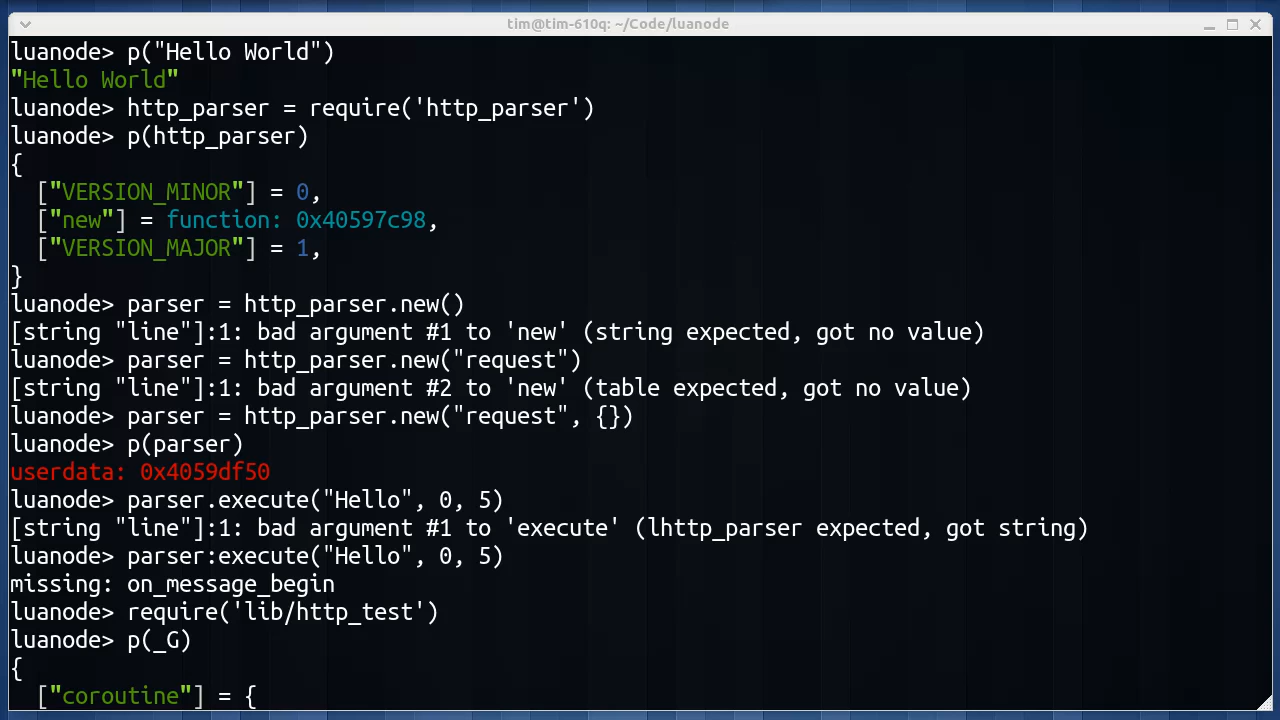 tim@tim-610q: ~/Code/luanode
luanode> p("Hello World")
"Hello World"
luanode> http_parser = require('http_parser')
luanode> p(http_parser)
{
  ["VERSION_MINOR"] = 0,
  ["new"] = function: 0x40597c98,
  ["VERSION_MAJOR"] = 1,
}
luanode> parser = http_parser.new()
[string "line"]:1: bad argument #1 to 'new' (string expected, got no value)
luanode> parser = http_parser.new("request")
[string "line"]:1: bad argument #2 to 'new' (table expected, got no value)
luanode> parser = http_parser.new("request", {})
luanode> p(parser)
userdata: 0x4059df50
luanode> parser.execute("Hello", 0, 5)
[string "line"]:1: bad argument #1 to 'execute' (lhttp_parser expected, got string)
luanode> parser:execute("Hello", 0, 5)
missing: on_message_begin
luanode> require('lib/http_test')
luanode> p(_G)
{
  ["coroutine"] = {